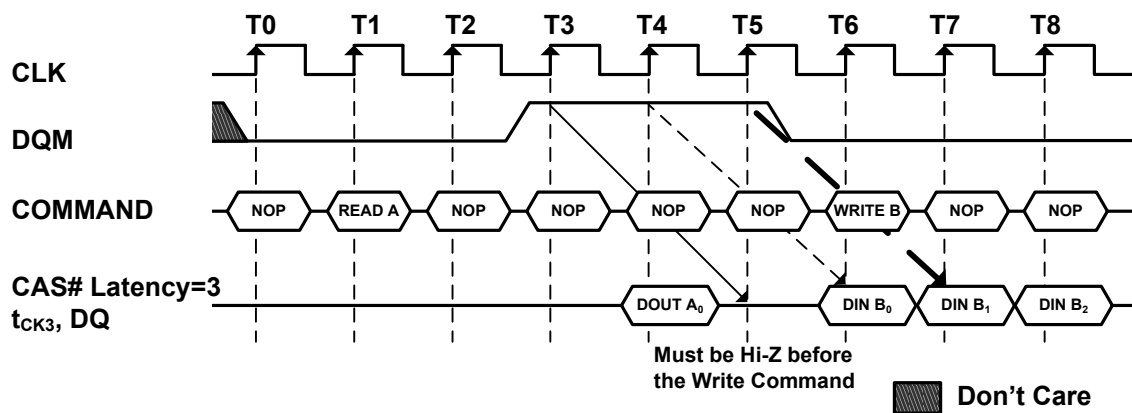 T0 T1 T2 T3 T4 T5 T6 T7 T8
CLK
DQM
COMMAND NOP READ A NOP NOP NOP NOP WRITE B NOP NOP
CAS# Latency=3
tCK3, DQ
DOUT A0 DIN B0 DIN B1 DIN B2
Must be Hi-Z before
the Write Command
Don't Care